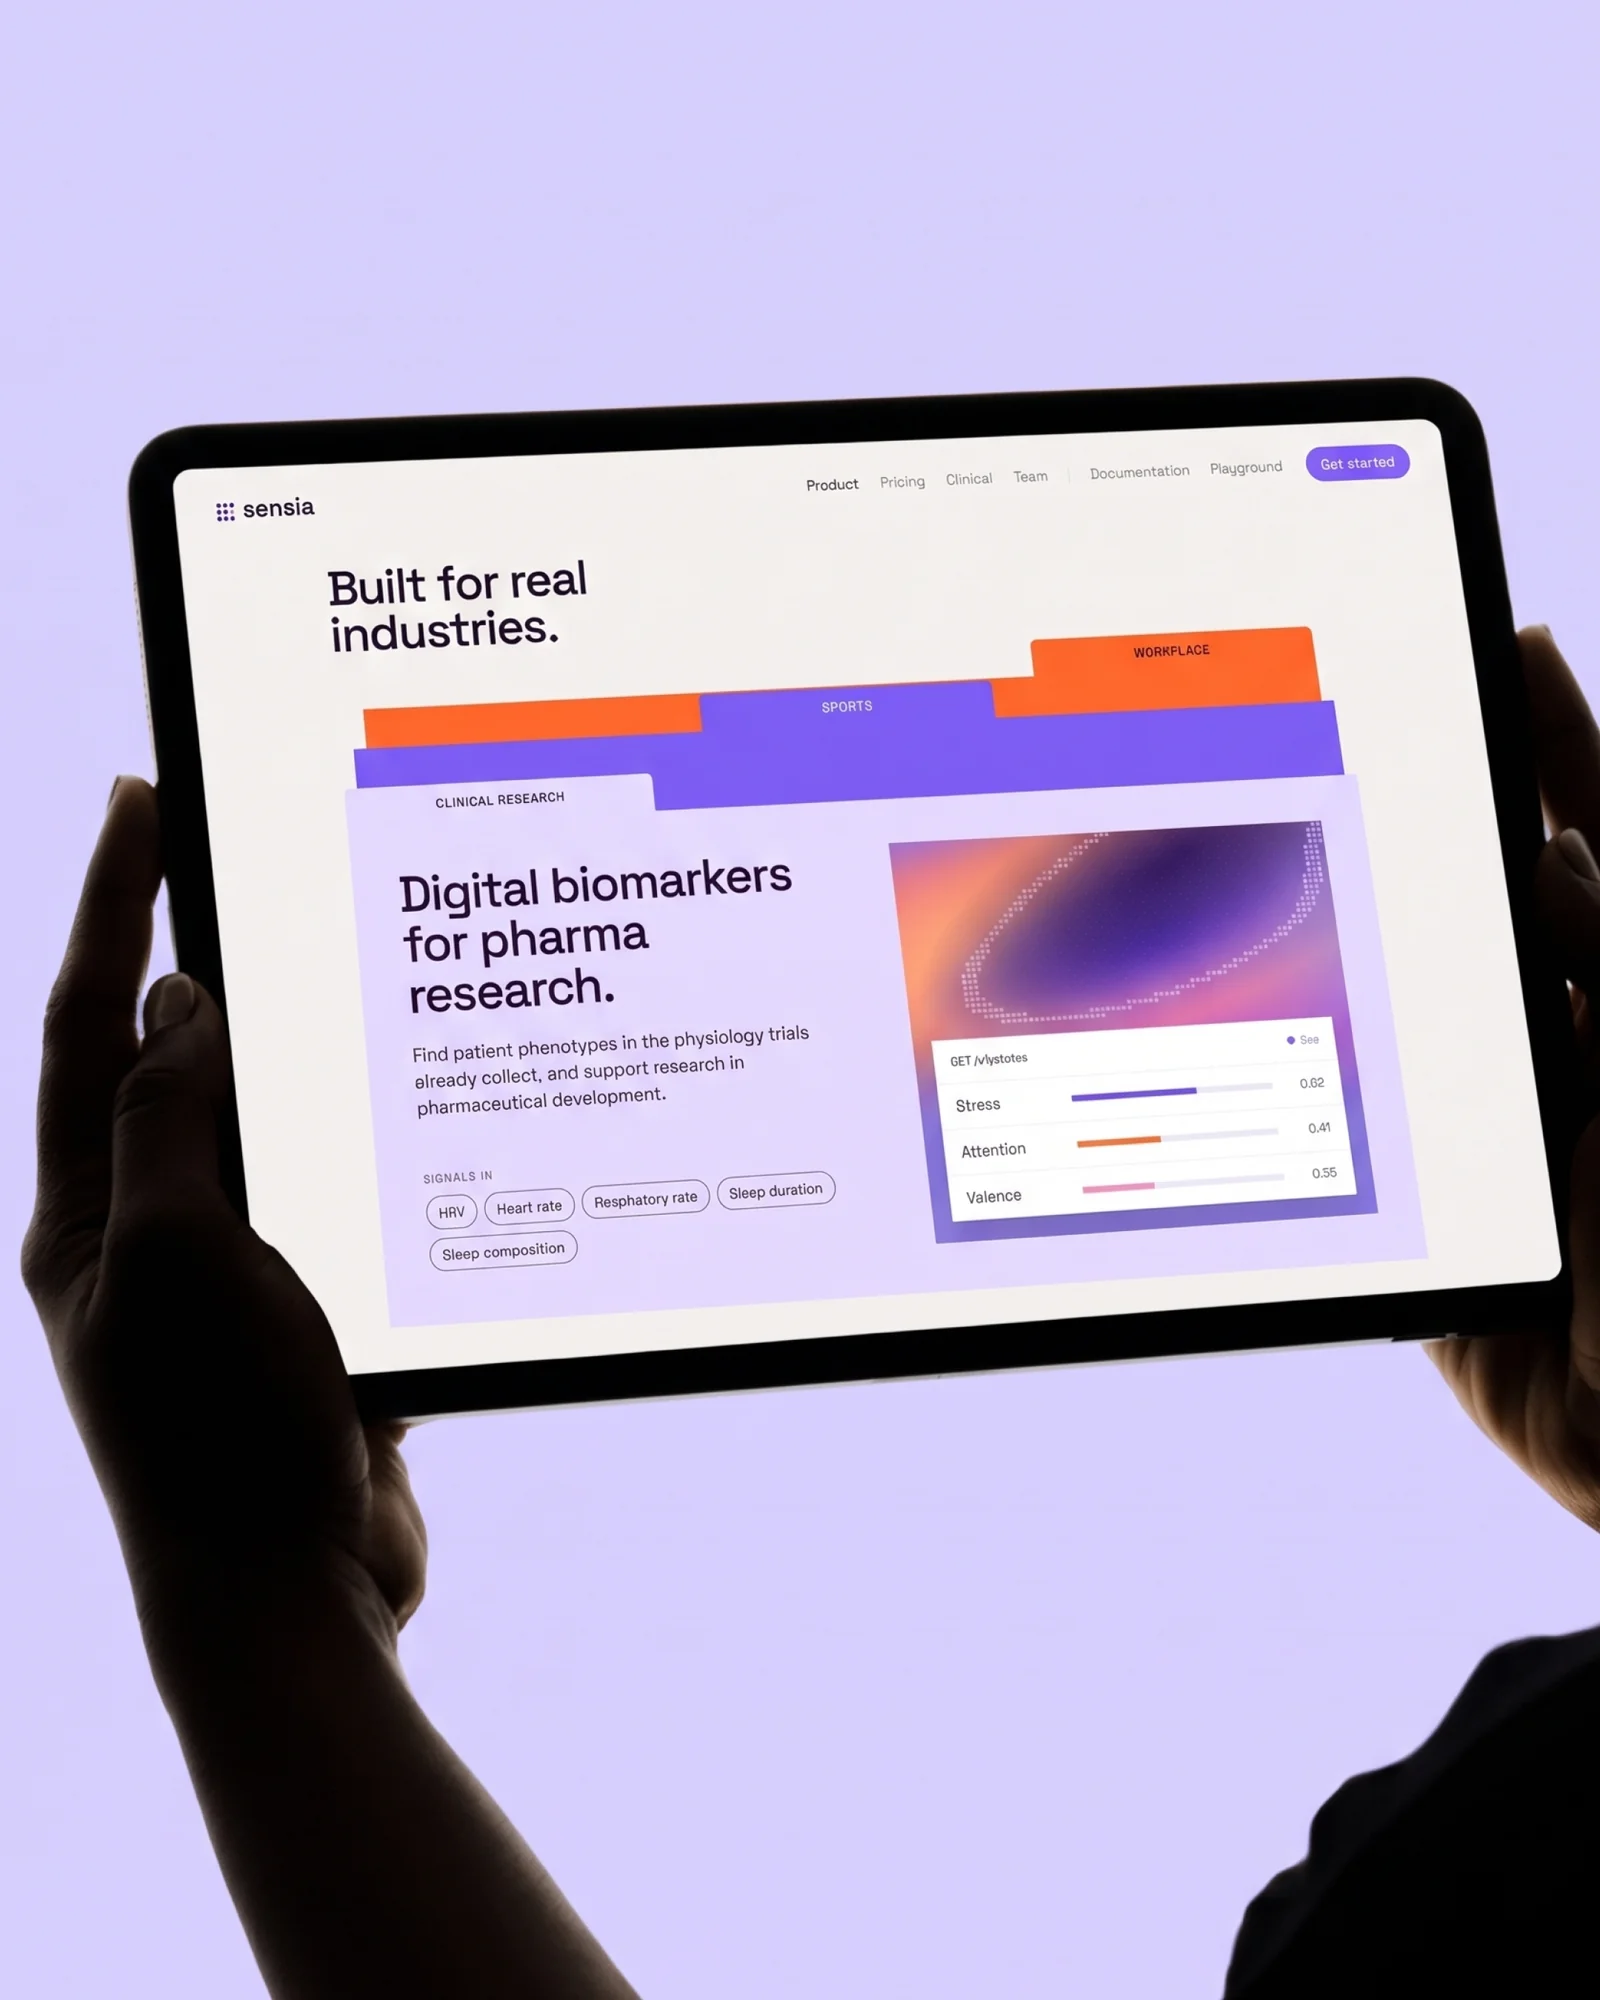 sensia
Product Pricing Clinical Team Documentation Playground Get started
Built for real
industries.
WORKPLACE
SPORTS
CLINICAL RESEARCH
Digital biomarkers
for pharma
research.
Find patient phenotypes in the physiology trials
already collect, and support research in
pharmaceutical development.
SIGNALS IN
HRV Heart rate Resphatory rate Sleep duration
Sleep composition
GET /vlystotes See
Stress 0.62
Attention 0.41
Valence 0.55